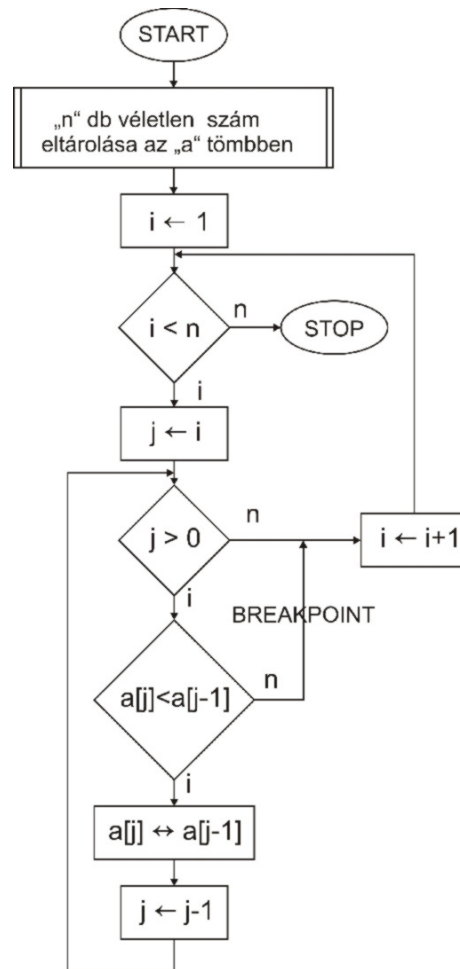 START
„n“ db véletlen szám
eltárolása az „a“ tömbben
i ← 1
i < n
n
STOP
i
j ← i
j > 0
n
i ← i+1
i
BREAKPOINT
a[j]<a[j-1]
n
i
a[j] ↔ a[j-1]
j ← j-1